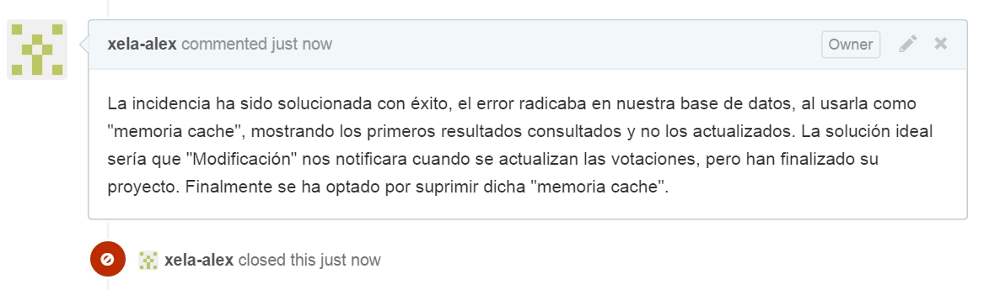 xela-alex commented just now Owner
La incidencia ha sido solucionada con éxito, el error radicaba en nuestra base de datos, al usarla como
"memoria cache", mostrando los primeros resultados consultados y no los actualizados. La solución ideal
sería que "Modificación" nos notificara cuando se actualizan las votaciones, pero han finalizado su
proyecto. Finalmente se ha optado por suprimir dicha "memoria cache".
xela-alex closed this just now